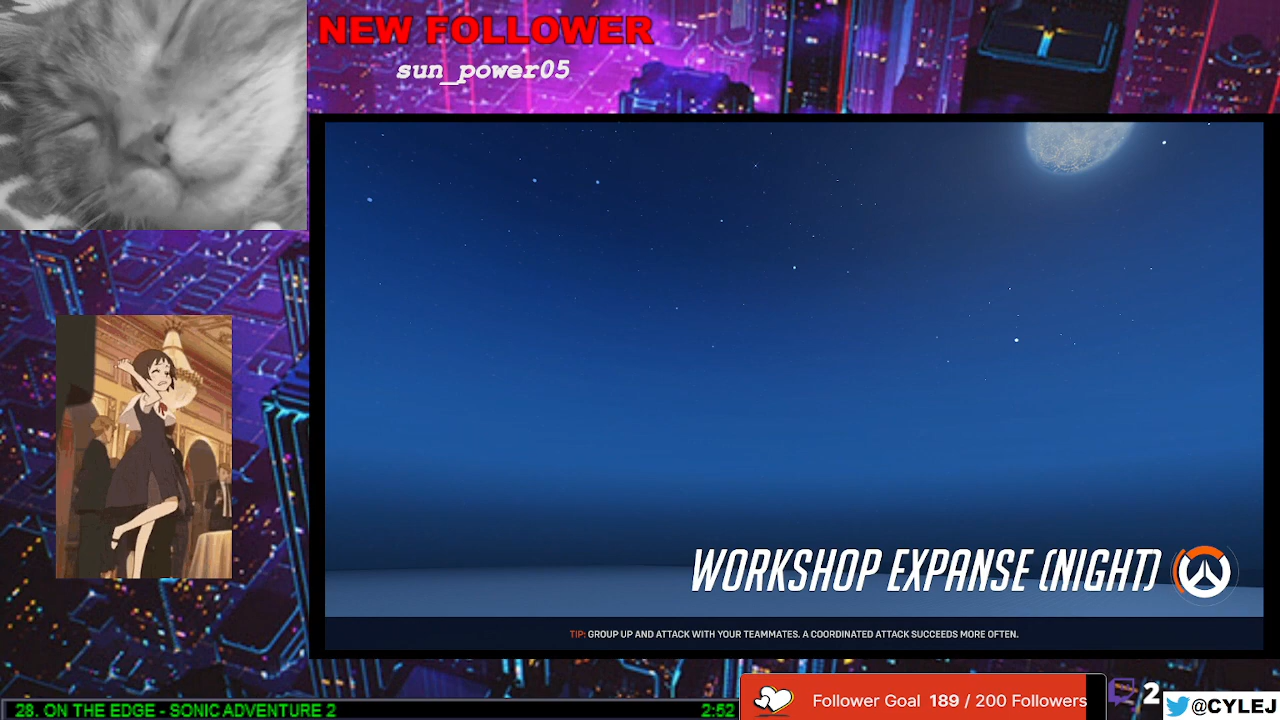 NEW FOLLOWER
sun_power05
WORKSHOP EXPANSE (NIGHT)
TIP: GROUP UP AND ATTACK WITH YOUR TEAMMATES. A COORDINATED ATTACK SUCCEEDS MORE OFTEN.
28. ON THE EDGE - SONIC ADVENTURE 2 2:52
Follower Goal 189 / 200 Followers
2
@CYLEJ